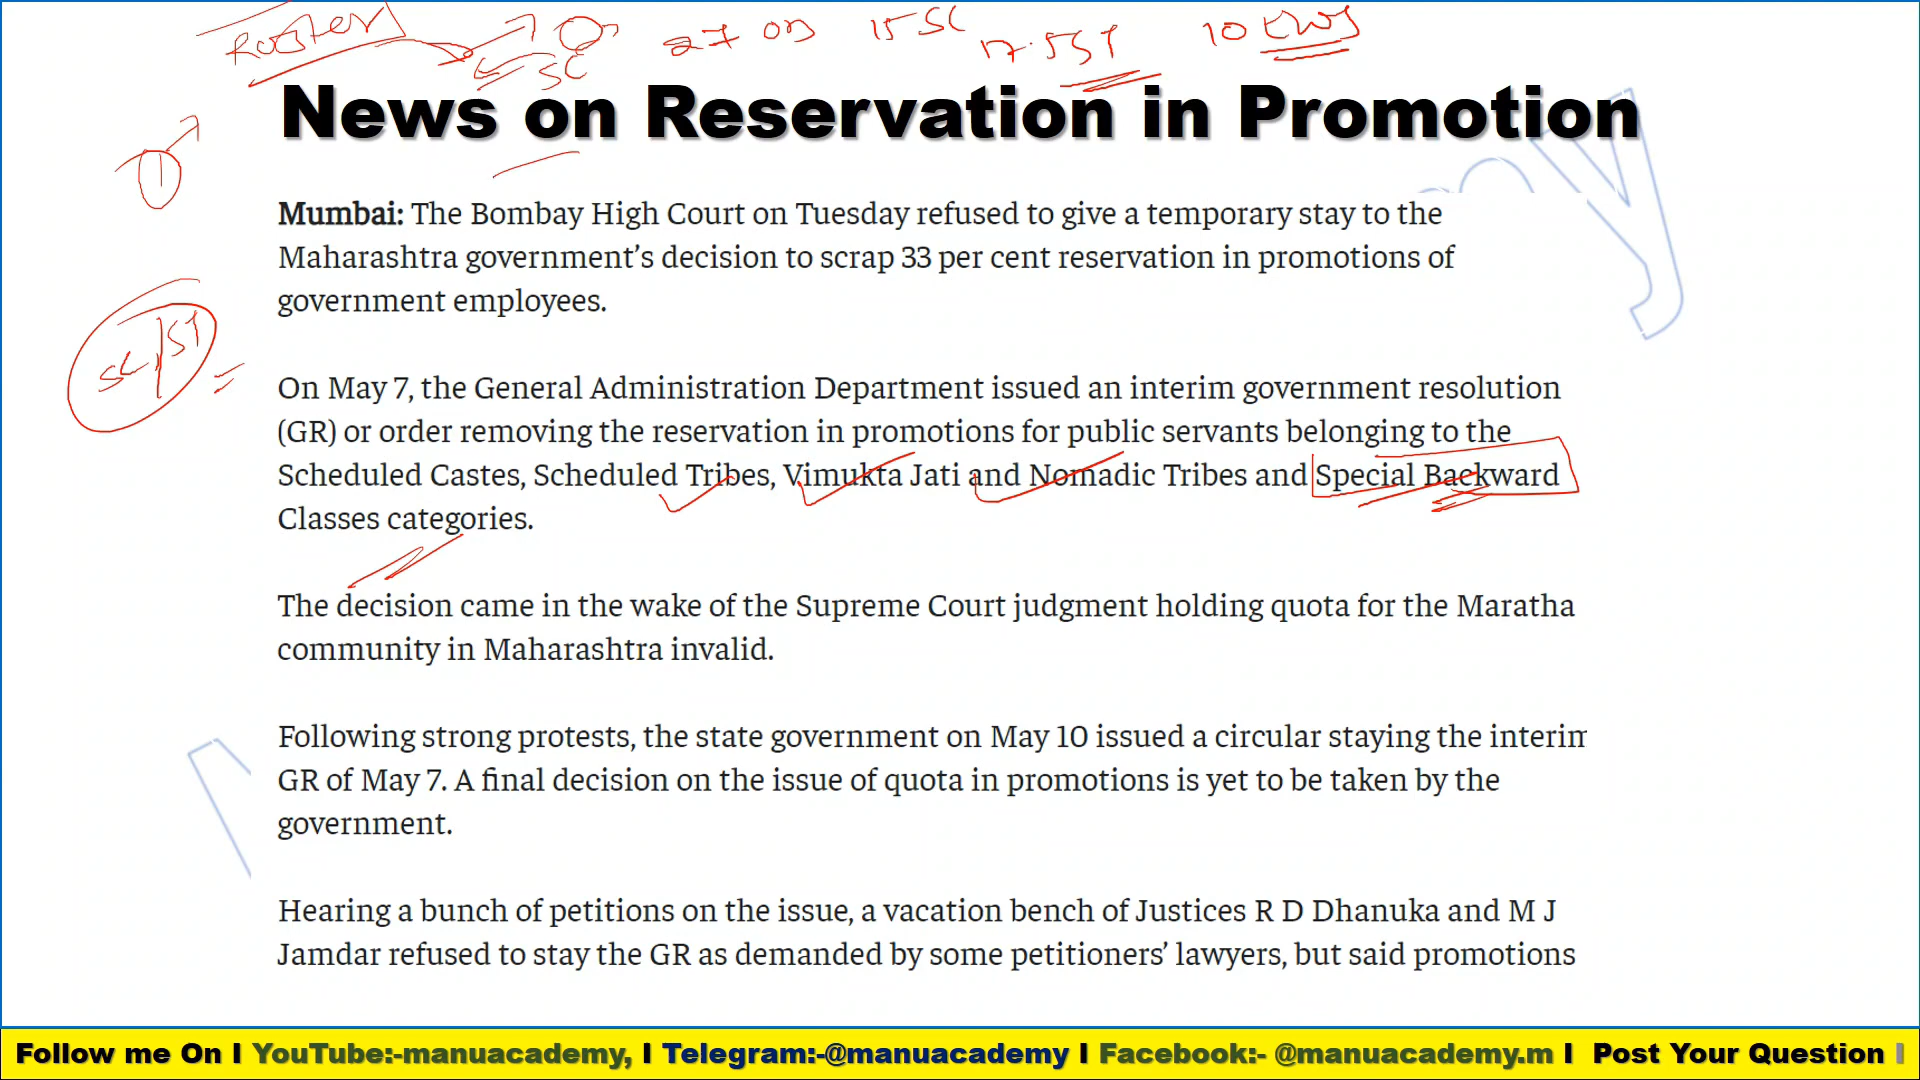 Roster
27 OB 15 SC 17.5 ST 10 EWS
SC
News on Reservation in Promotion
Mumbai: The Bombay High Court on Tuesday refused to give a temporary stay to the
Maharashtra government’s decision to scrap 33 per cent reservation in promotions of
government employees.
SC/ST
On May 7, the General Administration Department issued an interim government resolution
(GR) or order removing the reservation in promotions for public servants belonging to the
Scheduled Castes, Scheduled Tribes, Vimukta Jati and Nomadic Tribes and Special Backward
Classes categories.
The decision came in the wake of the Supreme Court judgment holding quota for the Maratha
community in Maharashtra invalid.
Following strong protests, the state government on May 10 issued a circular staying the interim
GR of May 7. A final decision on the issue of quota in promotions is yet to be taken by the
government.
Hearing a bunch of petitions on the issue, a vacation bench of Justices R D Dhanuka and M J
Jamdar refused to stay the GR as demanded by some petitioners’ lawyers, but said promotions
Follow me On I YouTube:-manuacademy, I Telegram:-@manuacademy I Facebook:- @manuacademy.m I Post Your Question I